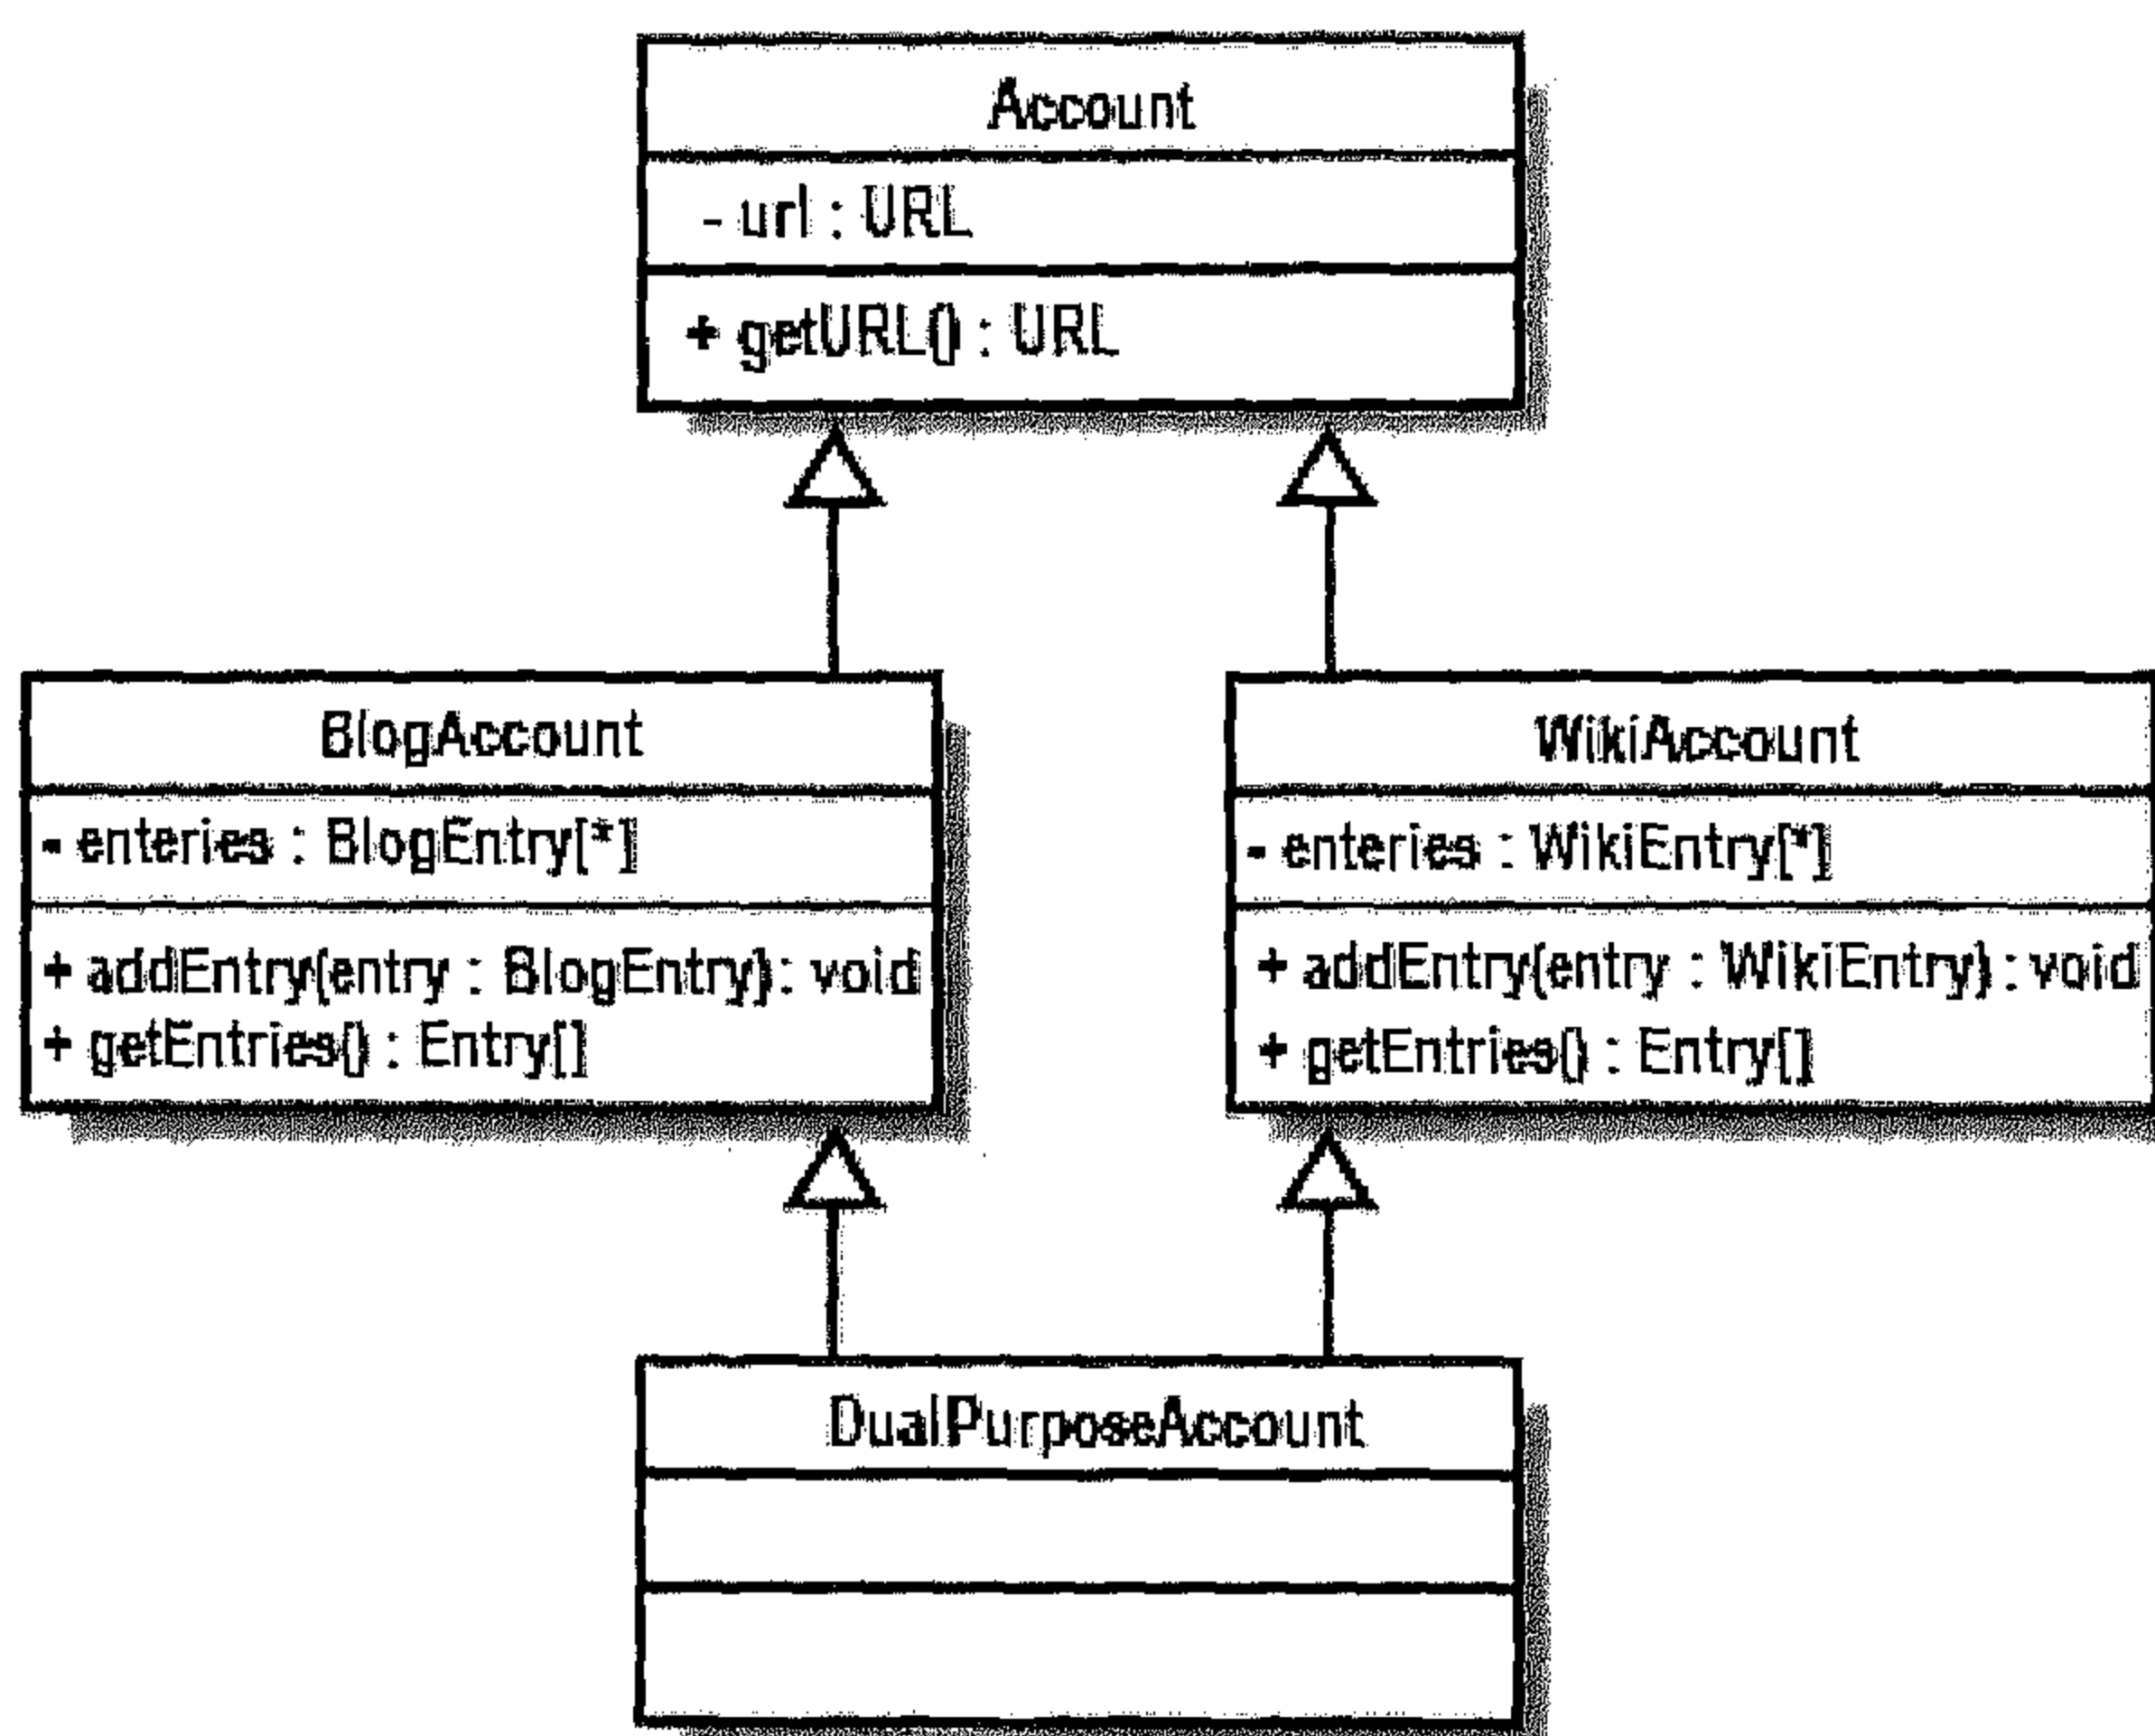 Account
- url : URL
+ getURL() : URL
BlogAccount
- enteries : BlogEntry[*]
+ addEntry(entry : BlogEntry): void
+ getEntries() : Entry[]
WikiAccount
- enteries : WikiEntry[*]
+ addEntry(entry : WikiEntry) : void
+ getEntries() : Entry[]
DualPurposeAccount